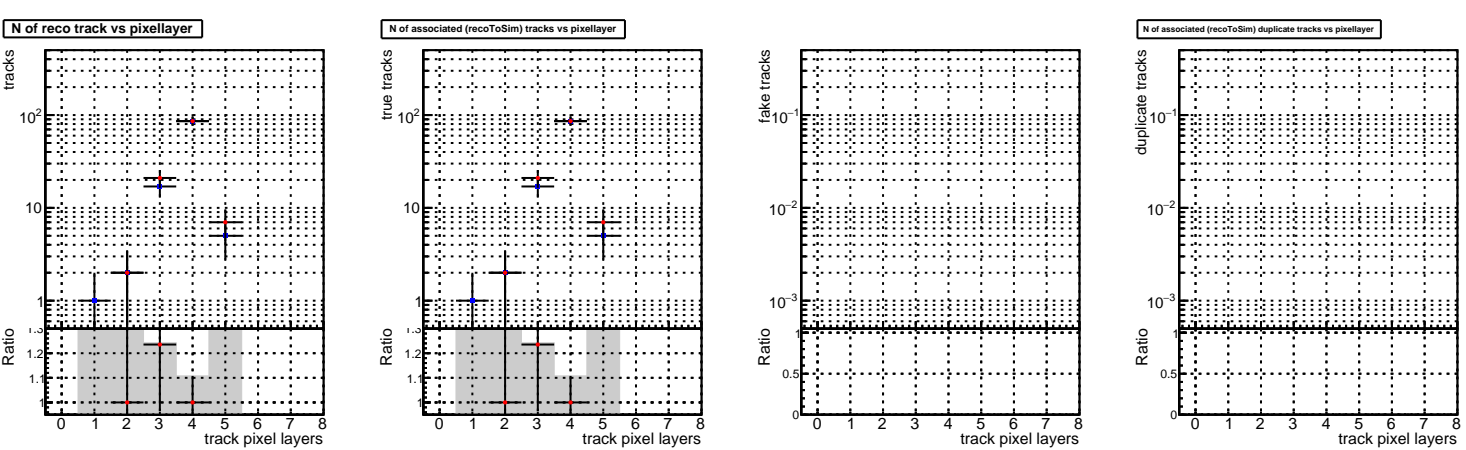 N of reco track vs pixellayer
tracks
10²
10
1
Ratio
1.3
1.2
1.1
1
0 1 2 3 4 5 6 7 8
track pixel layers
N of associated (recoToSim) tracks vs pixellayer
true tracks
10²
10
1
Ratio
1.3
1.2
1.1
1
0 1 2 3 4 5 6 7 8
track pixel layers
fake tracks
10⁻¹
10⁻²
10⁻³
Ratio
1
0.5
0
0 1 2 3 4 5 6 7 8
track pixel layers
N of associated (recoToSim) duplicate tracks vs pixellayer
duplicate tracks
10⁻¹
10⁻²
10⁻³
Ratio
1
0.5
0
0 1 2 3 4 5 6 7 8
track pixel layers